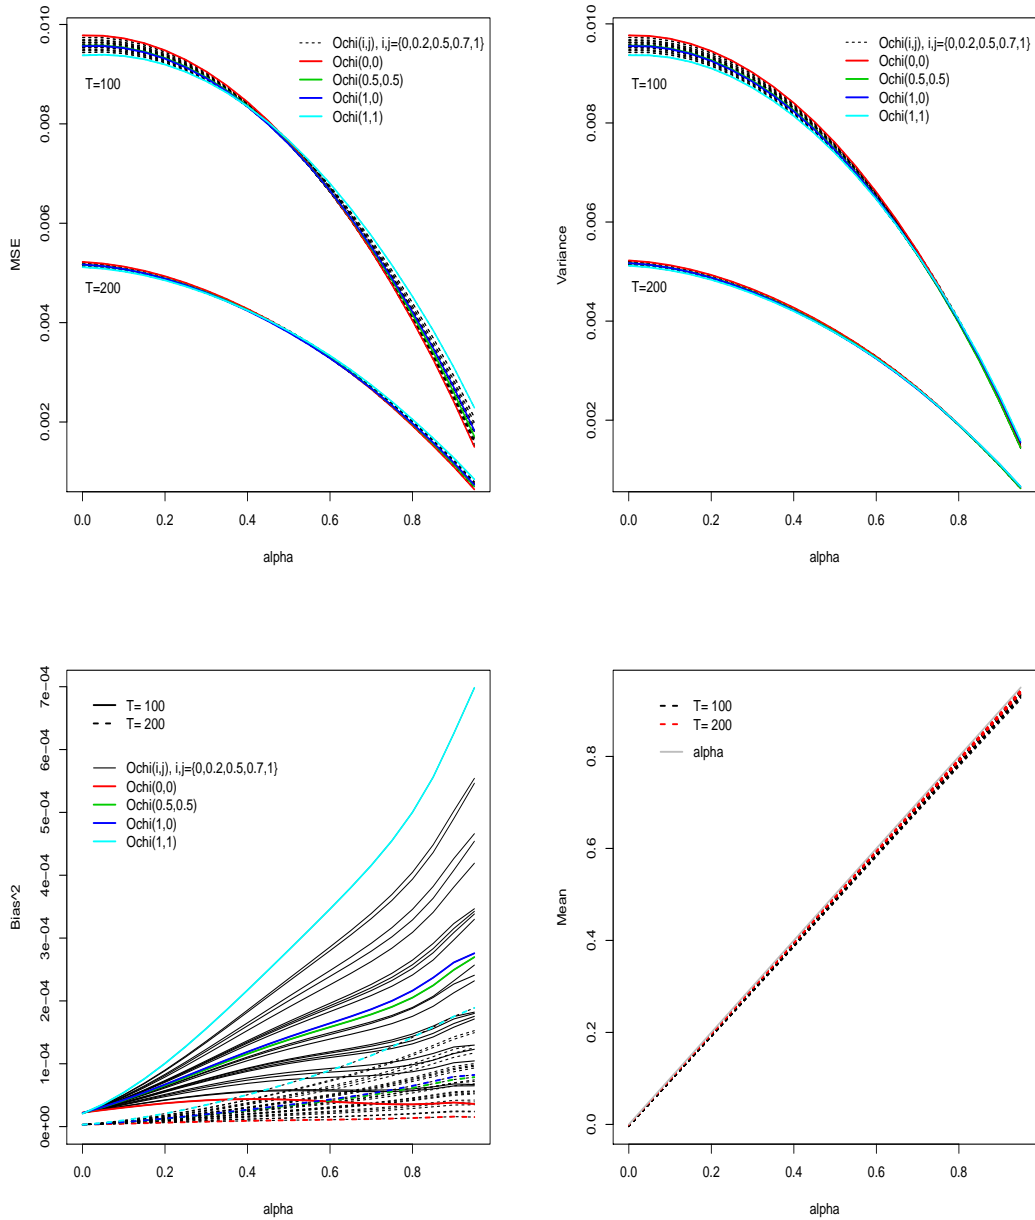 MSE
0.002
0.004
0.006
0.008
0.010
0.0
0.2
0.4
0.6
0.8
alpha
Ochi(i,j), i,j={0,0.2,0.5,0.7,1}
Ochi(0,0)
Ochi(0.5,0.5)
Ochi(1,0)
Ochi(1,1)
T=100
T=200
Variance
0.002
0.004
0.006
0.008
0.010
0.0
0.2
0.4
0.6
0.8
alpha
Ochi(i,j), i,j={0,0.2,0.5,0.7,1}
Ochi(0,0)
Ochi(0.5,0.5)
Ochi(1,0)
Ochi(1,1)
T=100
T=200
Bias^2
0e+00
1e-04
2e-04
3e-04
4e-04
5e-04
6e-04
7e-04
0.0
0.2
0.4
0.6
0.8
alpha
T= 100
T= 200
Ochi(i,j), i,j={0,0.2,0.5,0.7,1}
Ochi(0,0)
Ochi(0.5,0.5)
Ochi(1,0)
Ochi(1,1)
Mean
0.0
0.2
0.4
0.6
0.8
0.0
0.2
0.4
0.6
0.8
alpha
T= 100
T= 200
alpha